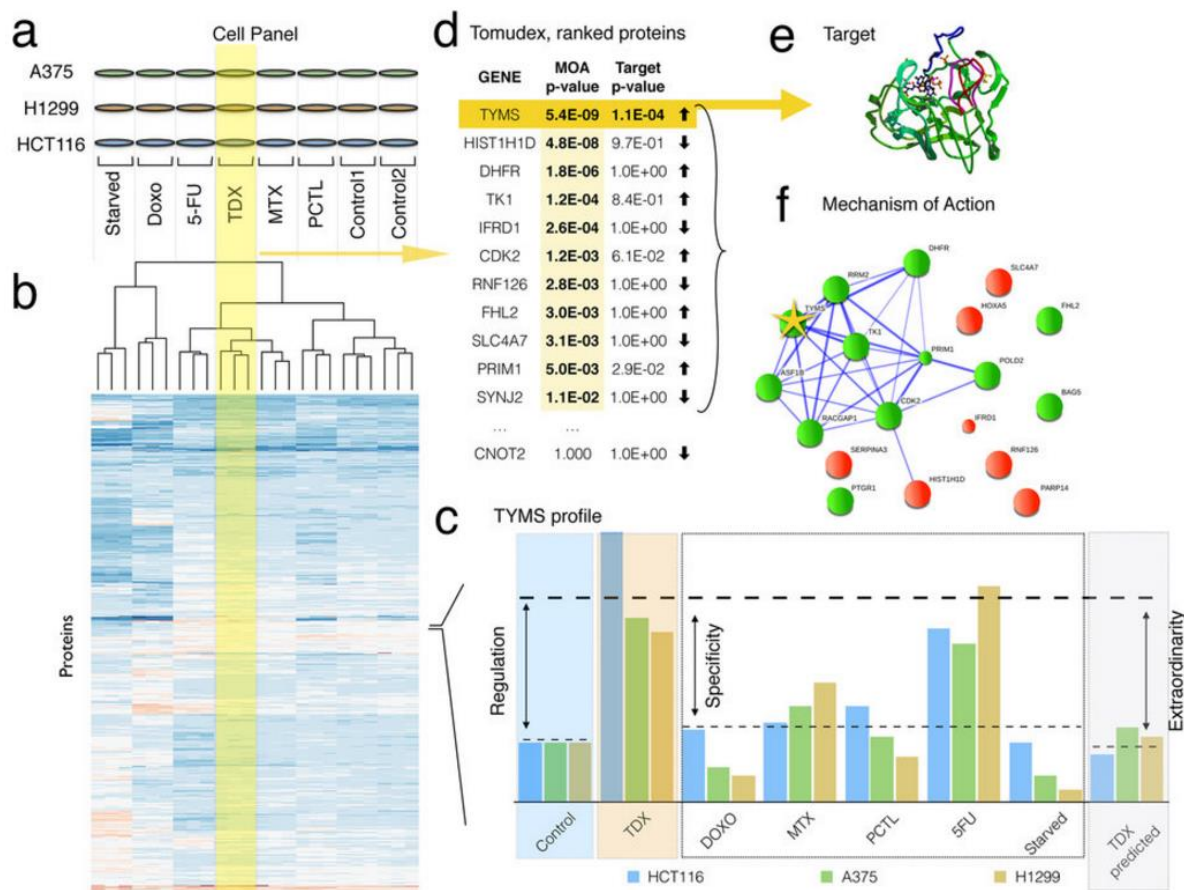 a
Cell Panel
A375
H1299
HCT116
Starved
Doxo
5-FU
TDX
MTX
PCTL
Control1
Control2
b
Proteins
d
Tomudex, ranked proteins
GENE MOA p-value Target p-value
TYMS 5.4E-09 1.1E-04 ⬆
HIST1H1D 4.8E-08 9.7E-01 ⬇
DHFR 1.8E-06 1.0E+00 ⬆
TK1 1.2E-04 8.4E-01 ⬆
IFRD1 2.6E-04 1.0E+00 ⬇
CDK2 1.2E-03 6.1E-02 ⬆
RNF126 2.8E-03 1.0E+00 ⬇
FHL2 3.0E-03 1.0E+00 ⬆
SLC4A7 3.1E-03 1.0E+00 ⬇
PRIM1 5.0E-03 2.9E-02 ⬆
SYNJ2 1.1E-02 1.0E+00 ⬇
... ...
CNOT2 1.000 1.0E+00 ⬇
e
Target
f
Mechanism of Action
DHFR
SLC4A7
RRM2
HOXA5
FHL2
TYMS
TK1
PRIM1
POLD2
ASF1B
BAG5
CDK2
IFRD1
RACGAP1
SERPINA3
RNF126
HIST1H1D
PTGR1
PARP14
c
TYMS profile
Regulation
Specificity
Extraordinarity
Control
TDX
DOXO
MTX
PCTL
5FU
Starved
TDX
predicted
HCT116 A375 H1299